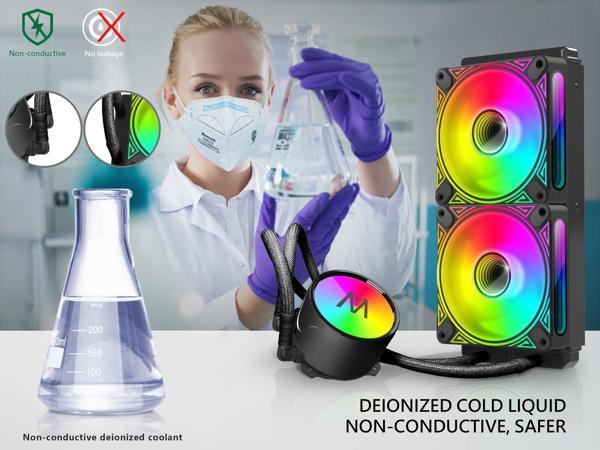 Non-conductive
No leakage
200
150
100
W
DEIONIZED COLD LIQUID
NON-CONDUCTIVE, SAFER
Non-conductive deionized coolant